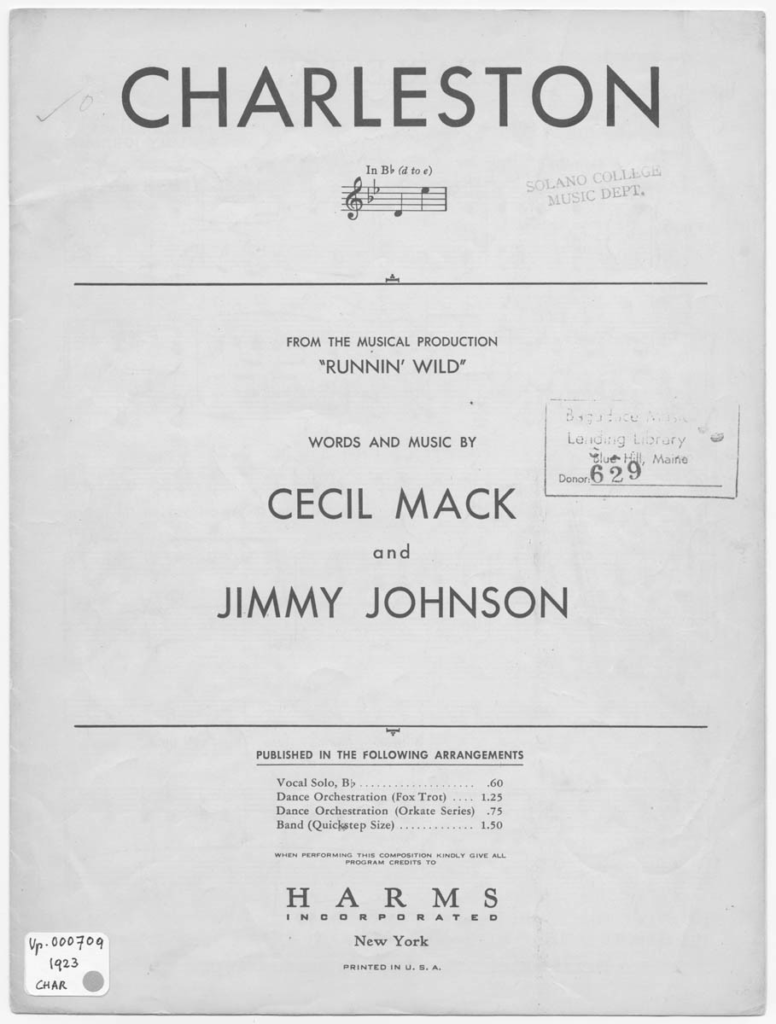 CHARLESTON
In B♭ (d to e)
SOLANO COLLEGE
MUSIC DEPT.
FROM THE MUSICAL PRODUCTION
"RUNNIN' WILD"
WORDS AND MUSIC BY
CECIL MACK
and
JIMMY JOHNSON
Bagaduce Music
Lending Library
Blue Hill, Maine
Donor: 629
PUBLISHED IN THE FOLLOWING ARRANGEMENTS
Vocal Solo, B♭ .................... .60
Dance Orchestration (Fox Trot) .... 1.25
Dance Orchestration (Orkate Series) .75
Band (Quickstep Size) ............. 1.50
WHEN PERFORMING THIS COMPOSITION KINDLY GIVE ALL
PROGRAM CREDITS TO
HARMS
INCORPORATED
New York
PRINTED IN U. S. A.
Vp.000709
1923
CHAR